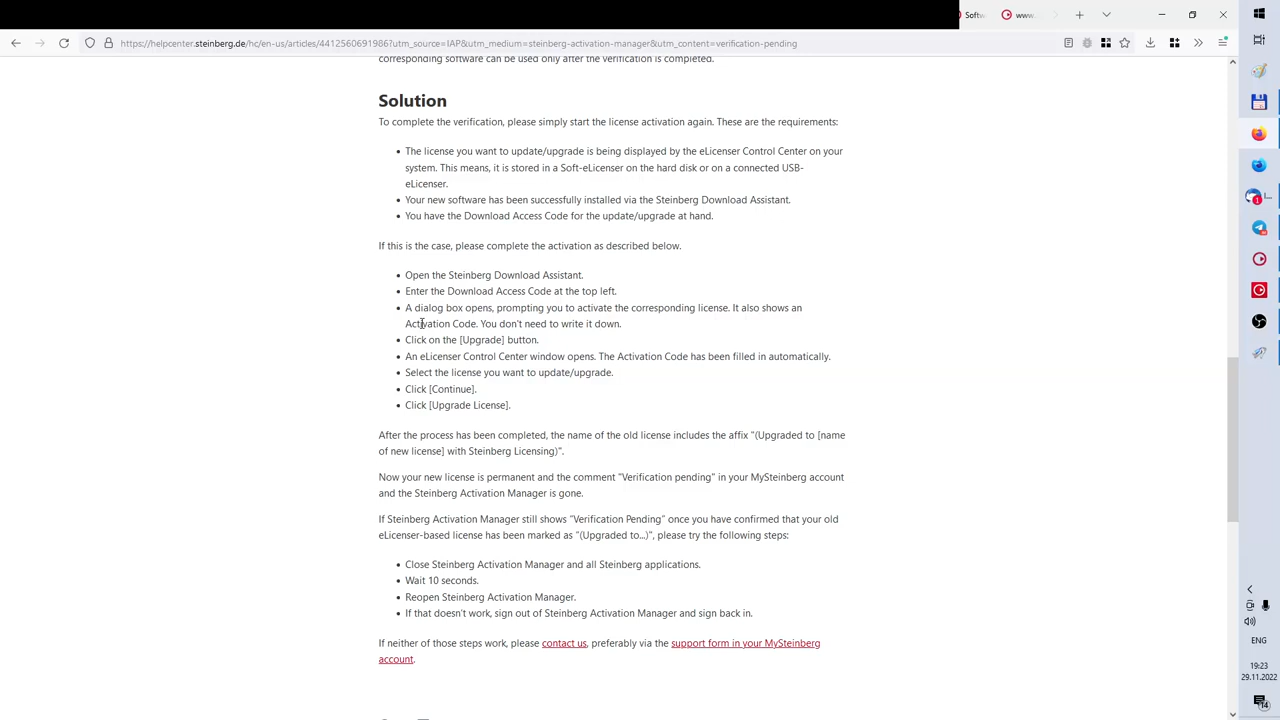 Softw
www.
https://helpcenter.steinberg.de/hc/en-us/articles/4412560691986?utm_source=IAP&utm_medium=steinberg-activation-manager&utm_content=verification-pending
corresponding software can be used only after the verification is completed.
Solution
To complete the verification, please simply start the license activation again. These are the requirements:
The license you want to update/upgrade is being displayed by the eLicenser Control Center on your
system. This means, it is stored in a Soft-eLicenser on the hard disk or on a connected USB-
eLicenser.
Your new software has been successfully installed via the Steinberg Download Assistant.
You have the Download Access Code for the update/upgrade at hand.
If this is the case, please complete the activation as described below.
Open the Steinberg Download Assistant.
Enter the Download Access Code at the top left.
A dialog box opens, prompting you to activate the corresponding license. It also shows an
Activation Code. You don't need to write it down.
Click on the [Upgrade] button.
An eLicenser Control Center window opens. The Activation Code has been filled in automatically.
Select the license you want to update/upgrade.
Click [Continue].
Click [Upgrade License].
After the process has been completed, the name of the old license includes the affix "(Upgraded to [name
of new license] with Steinberg Licensing)".
Now your new license is permanent and the comment "Verification pending" in your MySteinberg account
and the Steinberg Activation Manager is gone.
If Steinberg Activation Manager still shows "Verification Pending" once you have confirmed that your old
eLicenser-based license has been marked as "(Upgraded to...)", please try the following steps:
Close Steinberg Activation Manager and all Steinberg applications.
Wait 10 seconds.
Reopen Steinberg Activation Manager.
If that doesn't work, sign out of Steinberg Activation Manager and sign back in.
If neither of those steps work, please contact us, preferably via the support form in your MySteinberg
account.
ENG
19:23
29.11.2022